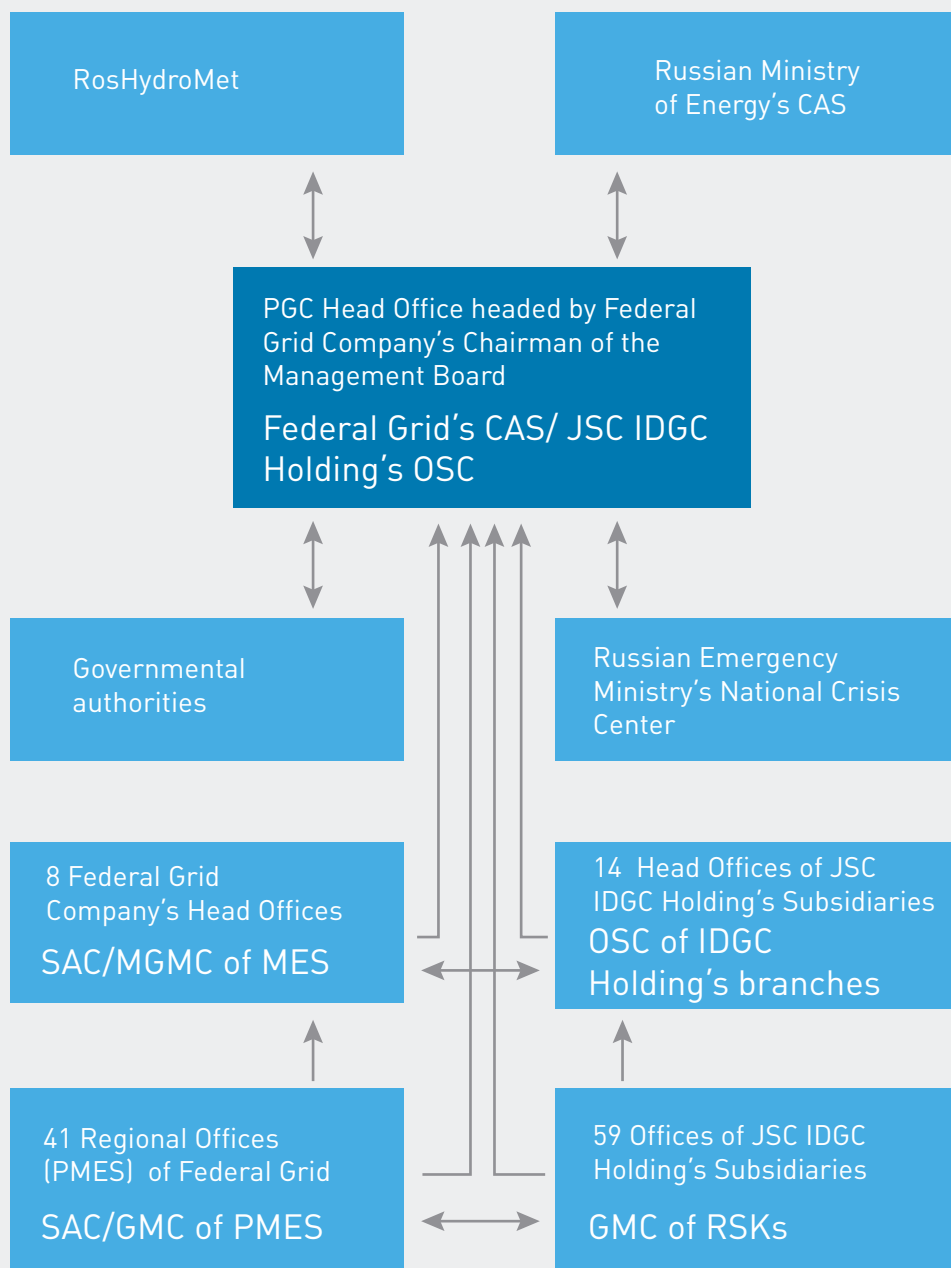 RosHydroMet
Russian Ministry
of Energy's CAS
PGC Head Office headed by Federal
Grid Company's Chairman of the
Management Board
Federal Grid's CAS/ JSC IDGC
Holding's OSC
Governmental
authorities
Russian Emergency
Ministry's National Crisis
Center
8 Federal Grid
Company's Head Offices
SAC/MGMC of MES
14 Head Offices of JSC
IDGC Holding's Subsidiaries
OSC of IDGC
Holding's branches
41 Regional Offices
(PMES) of Federal Grid
SAC/GMC of PMES
59 Offices of JSC IDGC
Holding's Subsidiaries
GMC of RSKs